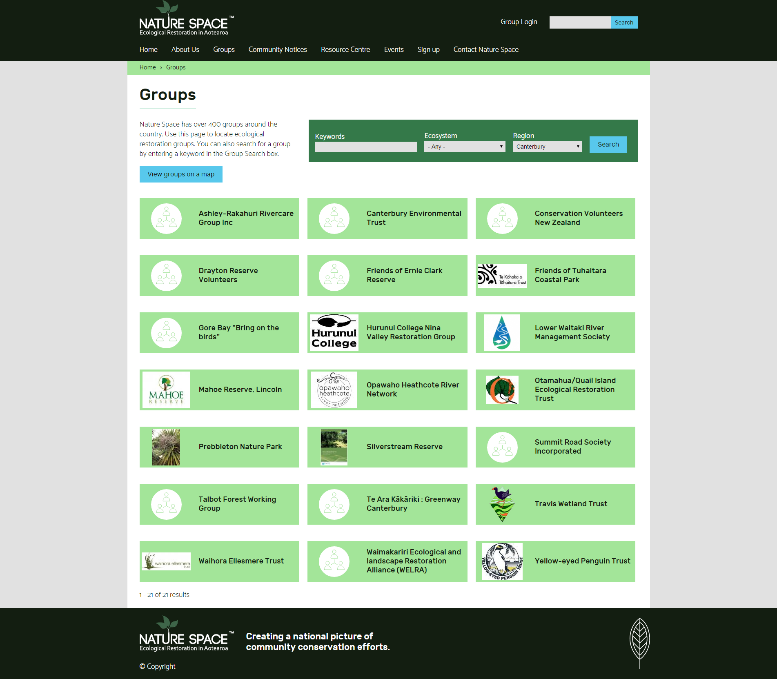 NATURE SPACE™
Ecological Restoration in Aotearoa
Group Login
Search
Home
About Us
Groups
Community Notices
Resource Centre
Events
Sign up
Contact Nature Space
Home > Groups
Groups
Nature Space has over 400 groups around the
country. Use this page to locate ecological
restoration groups. You can also search for a group
by entering a keyword in the Group Search box.
View groups on a map
Keywords
Ecosystem
- Any -
Region
Canterbury
Search
Ashley-Rakahuri Rivercare
Group Inc
Canterbury Environmental
Trust
Conservation Volunteers
New Zealand
Drayton Reserve
Volunteers
Friends of Ernle Clark
Reserve
Friends of Tuhaitara
Coastal Park
Gore Bay "Bring on the
birds"
Hurunui
College
Hurunui College Nina
Valley Restoration Group
Lower Waitaki River
Management Society
MAHOE
RESERVE
Mahoe Reserve, Lincoln
opawaho
heathcote
Opawaho Heathcote River
Network
Otamahua/Quail Island
Ecological Restoration
Trust
Prebbleton Nature Park
Silverstream Reserve
Summit Road Society
Incorporated
Talbot Forest Working
Group
Te Ara Kākāriki : Greenway
Canterbury
Travis Wetland Trust
waihora ellesmere
Waihora Ellesmere Trust
Waimakariri Ecological and
landscape Restoration
Alliance (WELRA)
YELLOW-EYED PENGUIN TRUST
Yellow-eyed Penguin Trust
1 - 21 of 21 results
NATURE SPACE™
Ecological Restoration in Aotearoa
Creating a national picture of
community conservation efforts.
© Copyright